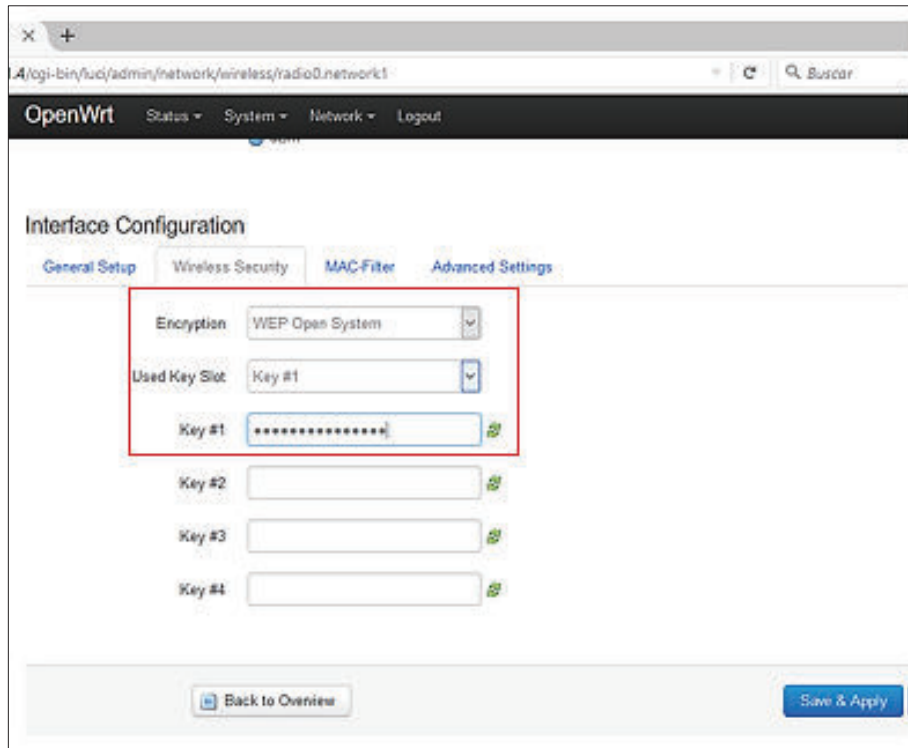 .4/cgi-bin/luci/admin/network/wireless/radio0.network1
Buscar
OpenWrt Status System Network Logout
Interface Configuration
General Setup Wireless Security MAC-Filter Advanced Settings
Encryption WEP Open System
Used Key Slot Key #1
Key #1 •••••••••••••••
Key #2
Key #3
Key #4
Back to Overview Save & Apply